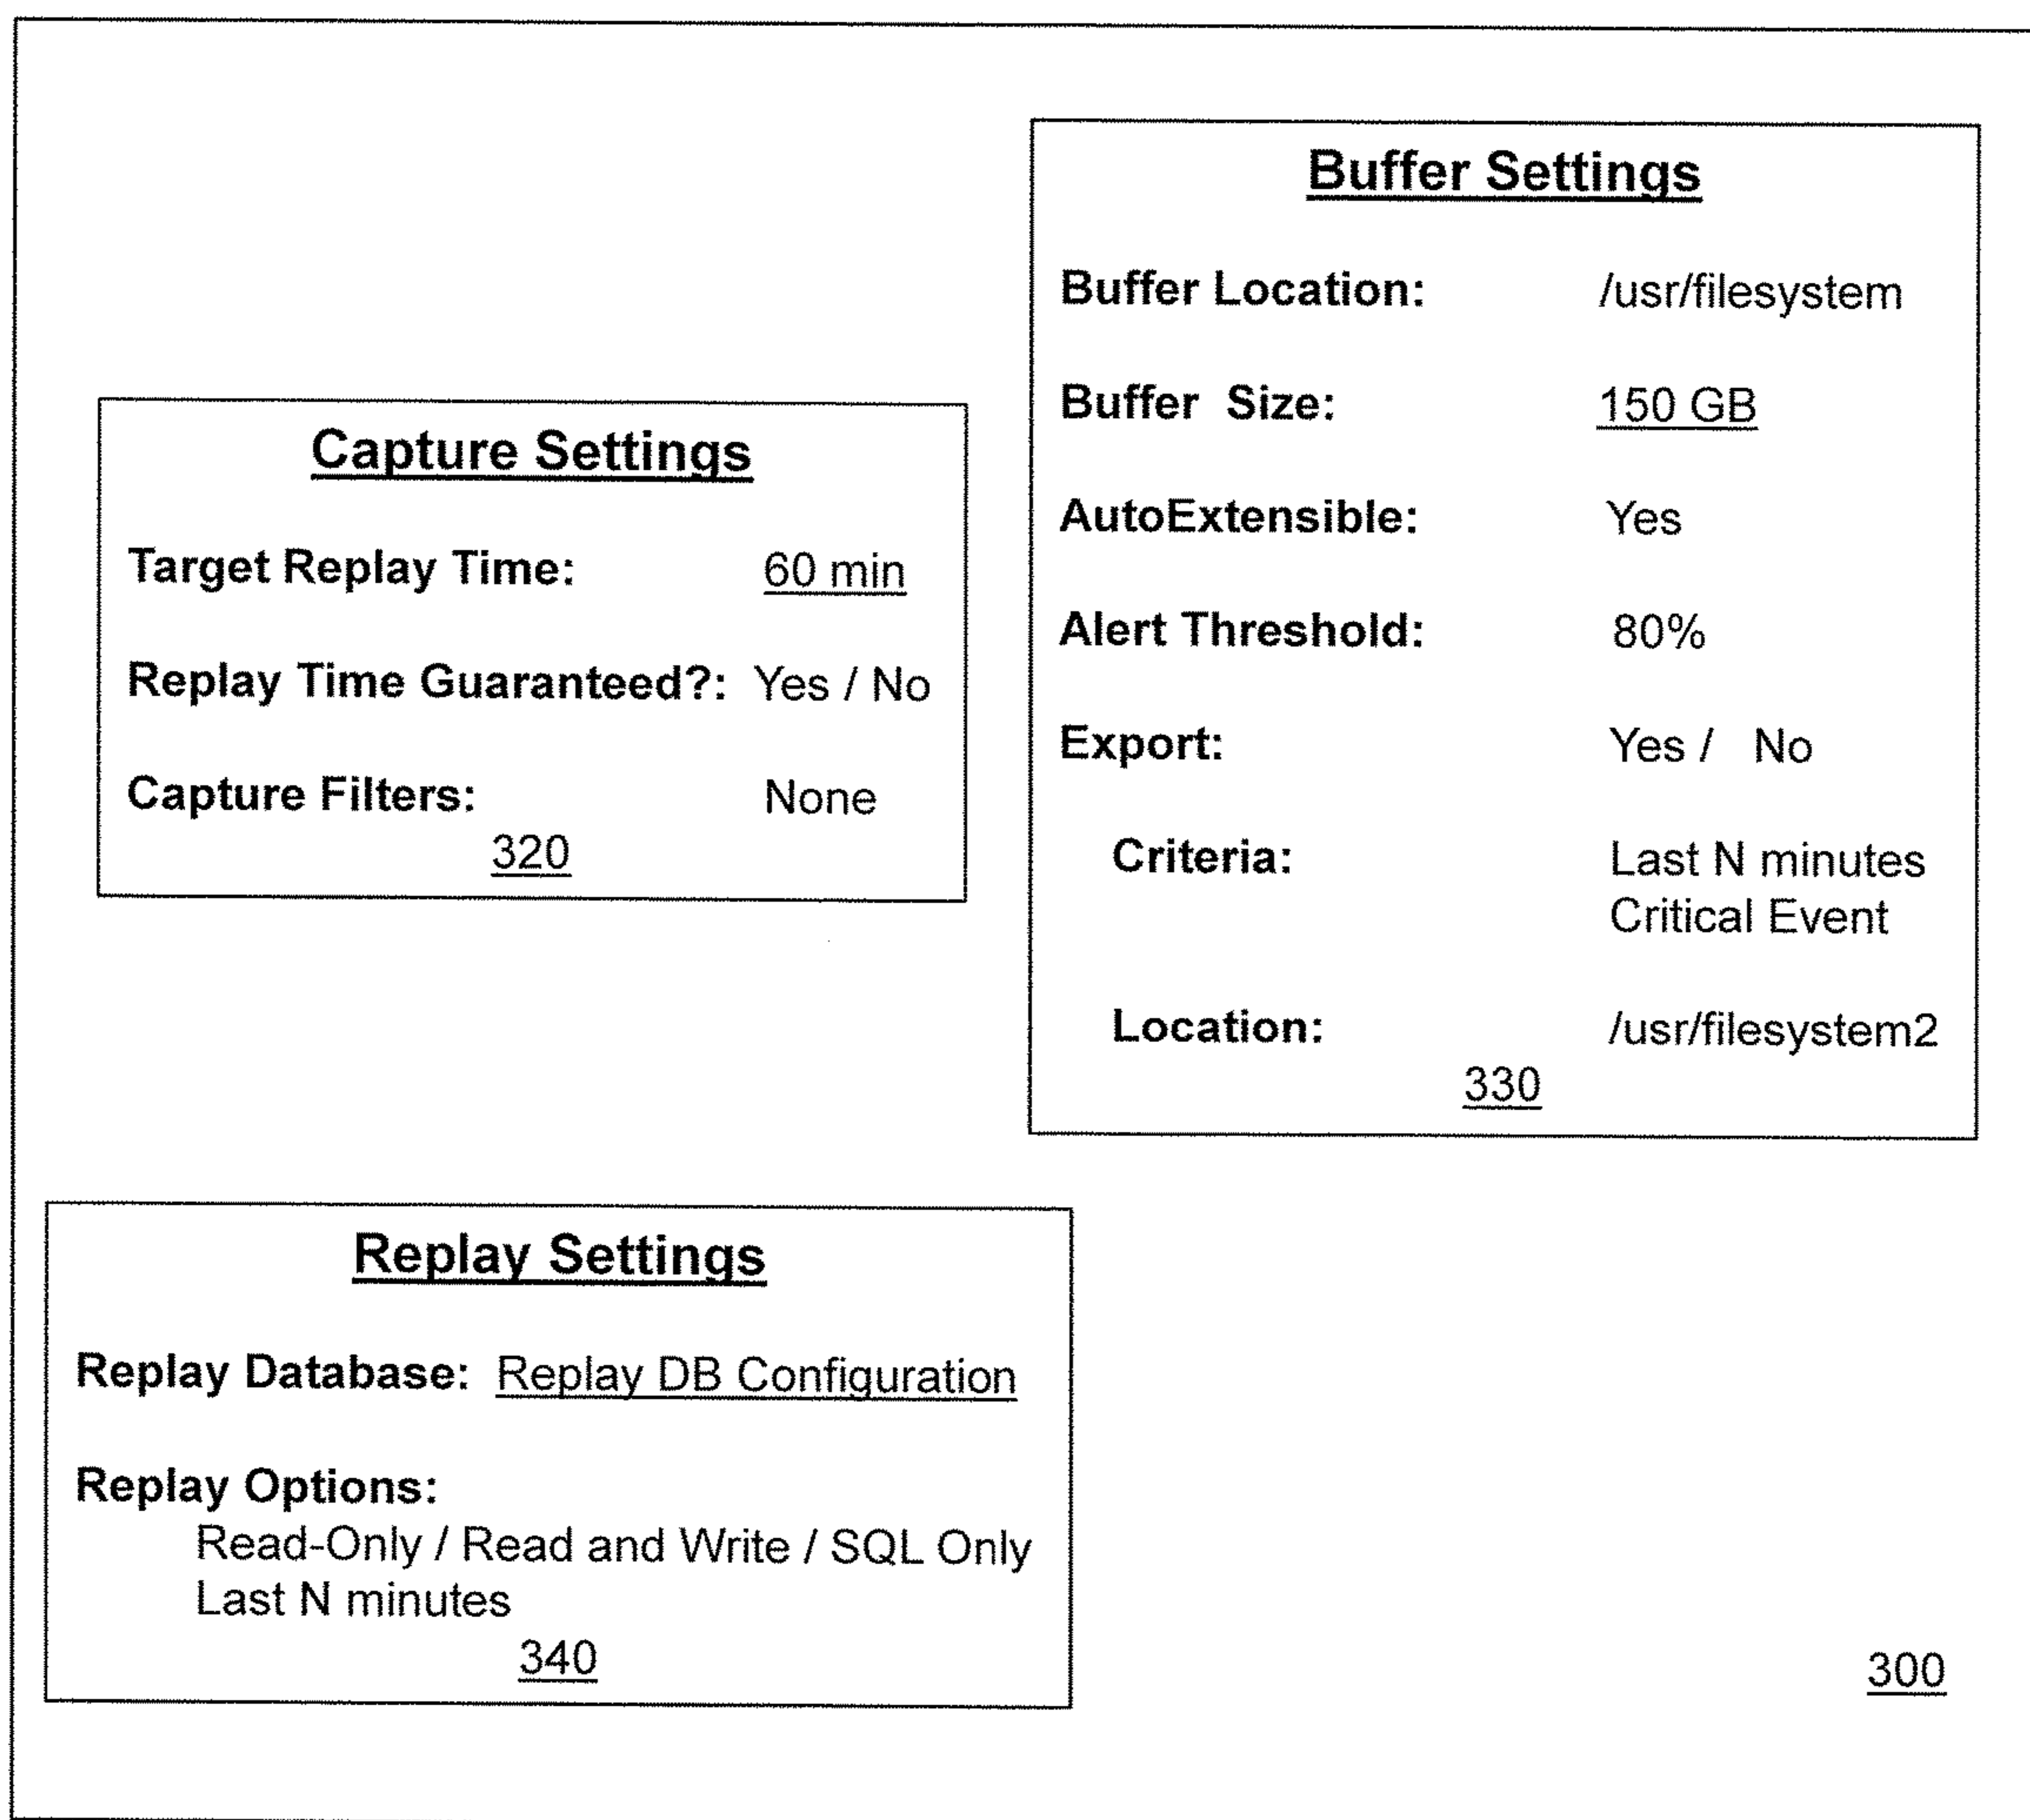 Buffer Settings
Buffer Location: /usr/filesystem
Buffer Size: 150 GB
AutoExtensible: Yes
Alert Threshold: 80%
Export: Yes / No
Criteria: Last N minutes
Critical Event
Location: /usr/filesystem2
330
Capture Settings
Target Replay Time: 60 min
Replay Time Guaranteed?: Yes / No
Capture Filters: None
320
Replay Settings
Replay Database: Replay DB Configuration
Replay Options:
Read-Only / Read and Write / SQL Only
Last N minutes
340
300